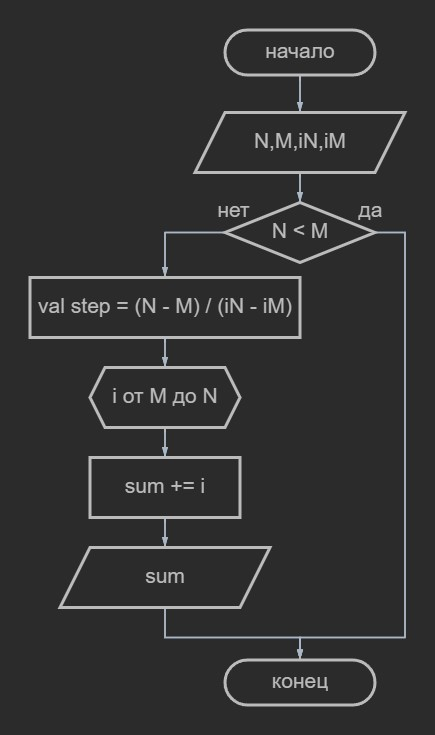 начало
N,M,iN,iM
нет
да
N < M
val step = (N - M) / (iN - iM)
i от M до N
sum += i
sum
конец